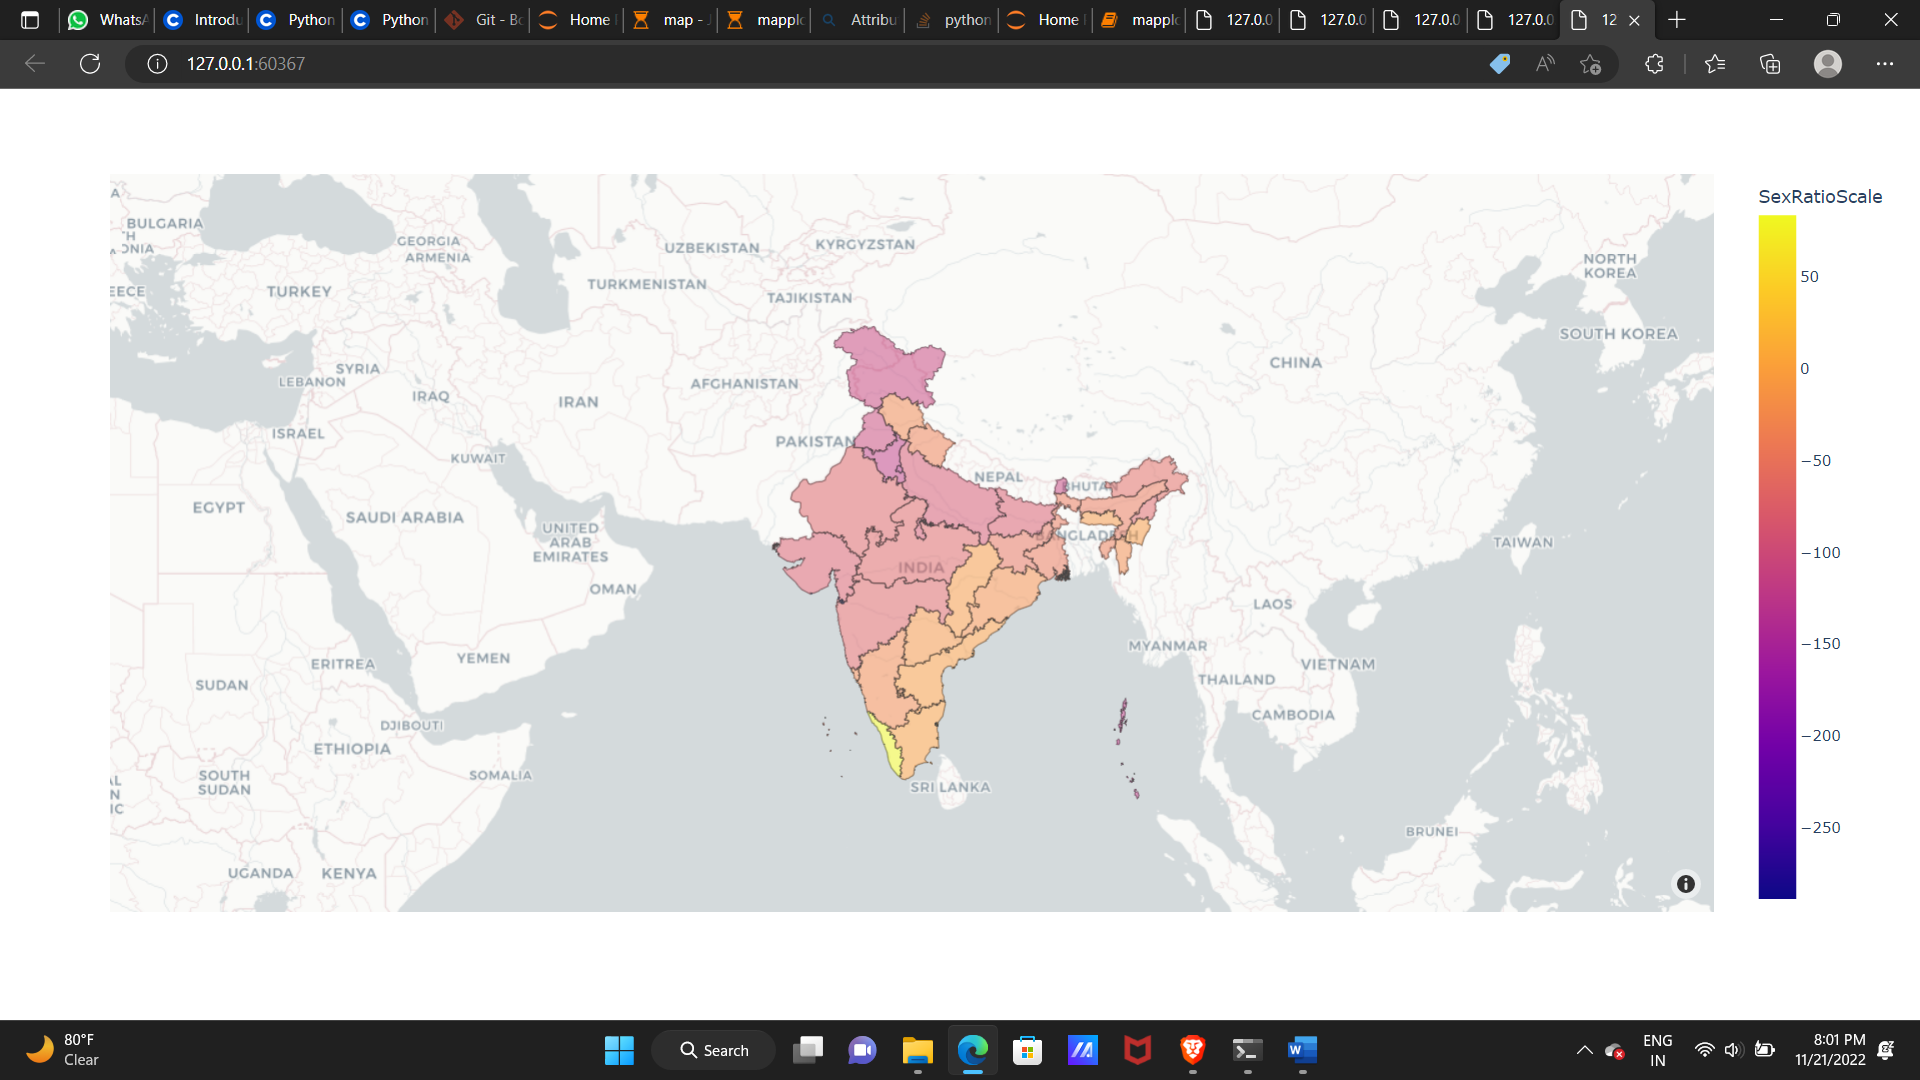 WhatsA
Introdu
Python
Python
Git - Bo
Home
map - J
mapplo
Attribu
python
Home
mapplo
127.0.0
127.0.0
127.0.0
127.0.0
12
127.0.0.1:60367
SexRatioScale
50
0
−50
−100
−150
−200
−250
BULGARIA
GEORGIA
ARMENIA
UZBEKISTAN
KYRGYZSTAN
NORTH
KOREA
EECE
TURKEY
TURKMENISTAN
TAJIKISTAN
SOUTH KOREA
SYRIA
LEBANON
IRAQ
IRAN
AFGHANISTAN
CHINA
ISRAEL
PAKISTAN
KUWAIT
NEPAL
BHUTAN
EGYPT
SAUDI ARABIA
UNITED
ARAB
EMIRATES
BANGLADESH
TAIWAN
INDIA
OMAN
LAOS
MYANMAR
ERITREA
YEMEN
VIETNAM
SUDAN
THAILAND
DJIBOUTI
CAMBODIA
ETHIOPIA
SOUTH
SUDAN
SOMALIA
SRI LANKA
BRUNEI
UGANDA
KENYA
80°F
Clear
Search
ENG
IN
8:01 PM
11/21/2022